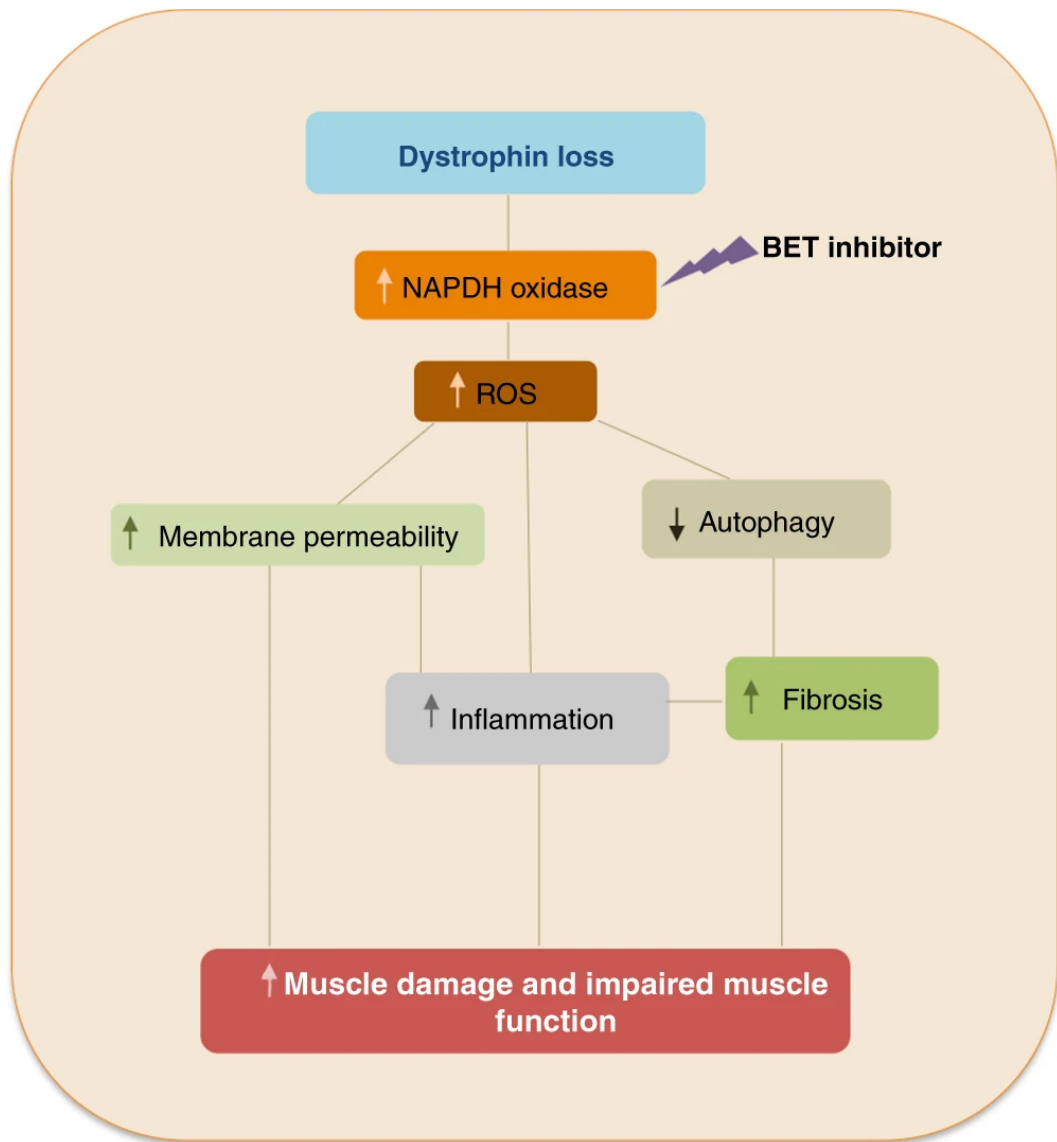 Dystrophin loss
BET inhibitor
↑ NAPDH oxidase
↑ ROS
↑ Membrane permeability
↓ Autophagy
↑ Inflammation
↑ Fibrosis
↑ Muscle damage and impaired muscle
function